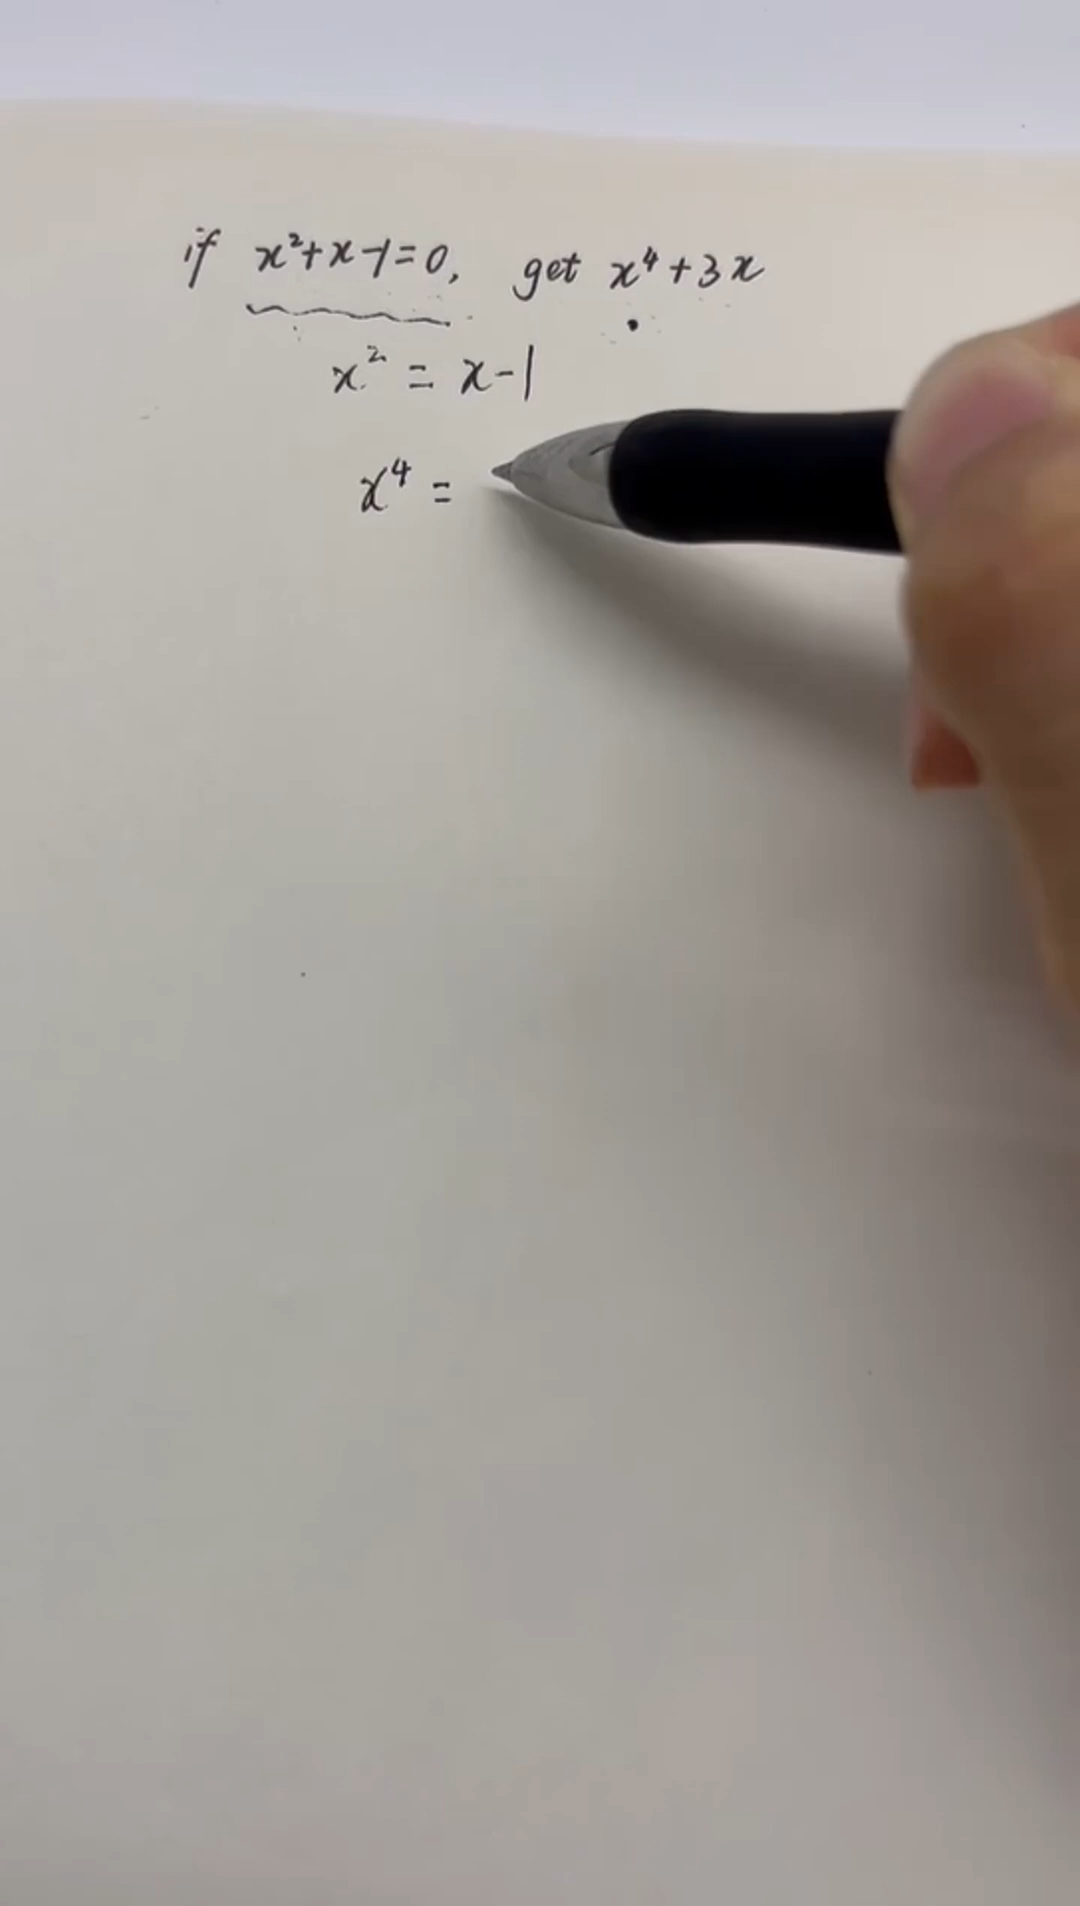 if x²+x-1=0, get x⁴+3x
x² = x-1
x⁴ =